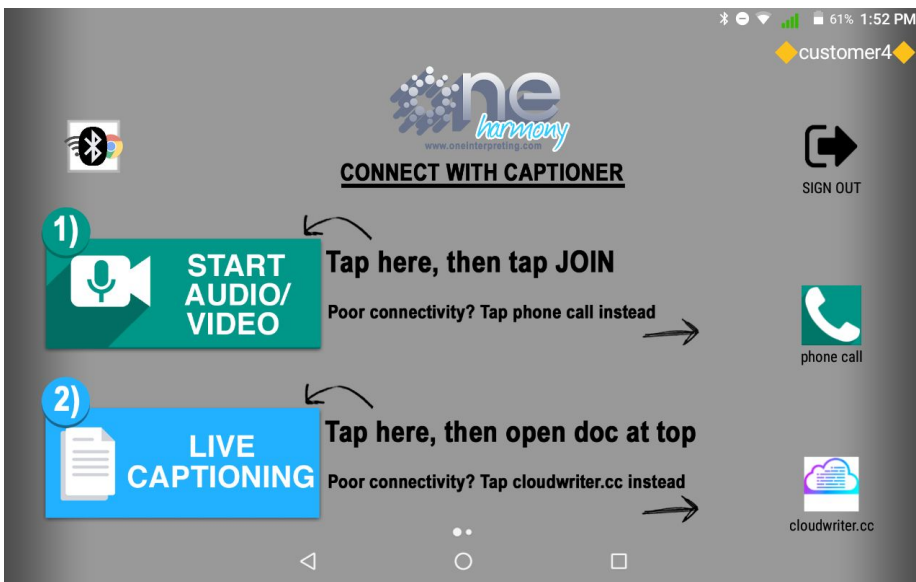 61% 1:52 PM
customer4
one
harmony
www.oneinterpreting.com
CONNECT WITH CAPTIONER
SIGN OUT
1)
START
AUDIO/
VIDEO
Tap here, then tap JOIN
Poor connectivity? Tap phone call instead
phone call
2)
LIVE
CAPTIONING
Tap here, then open doc at top
Poor connectivity? Tap cloudwriter.cc instead
cloudwriter.cc